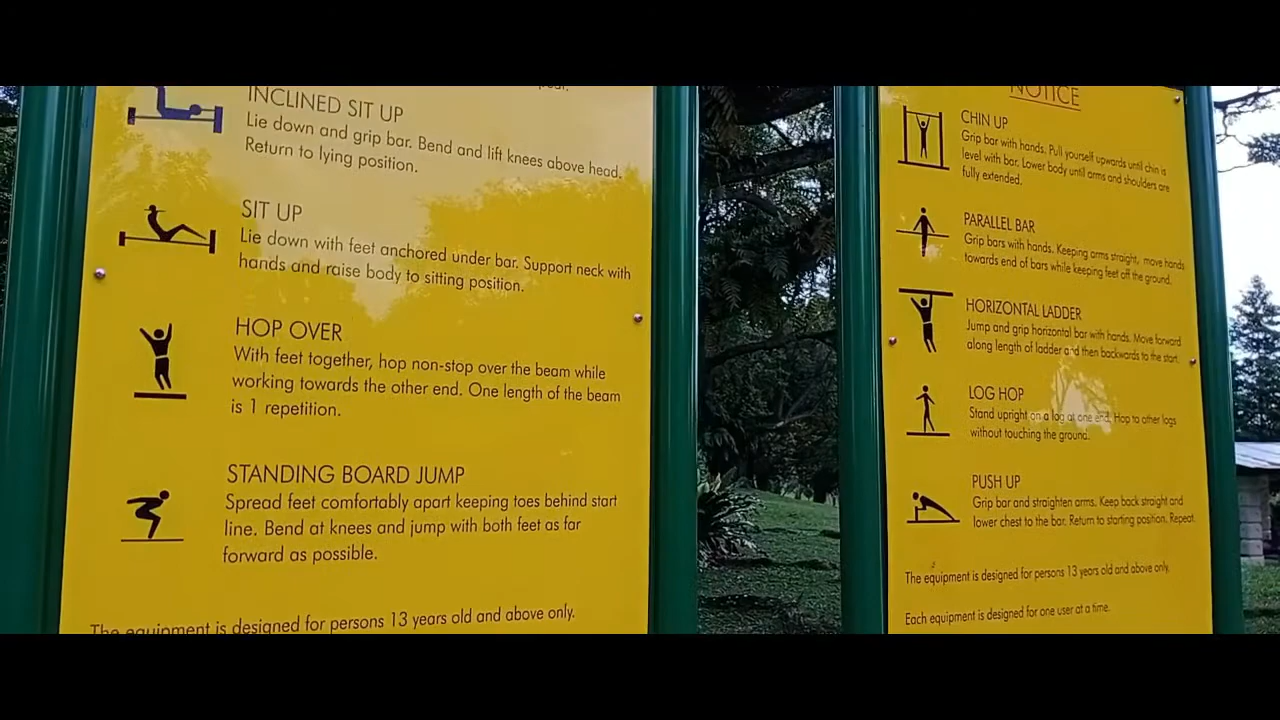 INCLINED SIT UP
Lie down and grip bar. Bend and lift knees above head.
Return to lying position.
SIT UP
Lie down with feet anchored under bar. Support neck with
hands and raise body to sitting position.
HOP OVER
With feet together, hop non-stop over the beam while
working towards the other end. One length of the beam
is 1 repetition.
STANDING BOARD JUMP
Spread feet comfortably apart keeping toes behind start
line. Bend at knees and jump with both feet as far
forward as possible.
The equipment is designed for persons 13 years old and above only.
NOTICE
CHIN UP
Grip bar with hands. Pull yourself upwards until chin is
level with bar. Lower body until arms and shoulders are
fully extended.
PARALLEL BAR
Grip bars with hands. Keeping arms straight, move hands
towards end of bars while keeping feet off the ground.
HORIZONTAL LADDER
Jump and grip horizontal bar with hands. Move forward
along length of ladder and then backwards to the start.
LOG HOP
Stand upright on a log at one end. Hop to other logs
without touching the ground.
PUSH UP
Grip bar and straighten arms. Keep back straight and
lower chest to the bar. Return to starting position. Repeat.
The equipment is designed for persons 13 years old and above only.
Each equipment is designed for one user at a time.